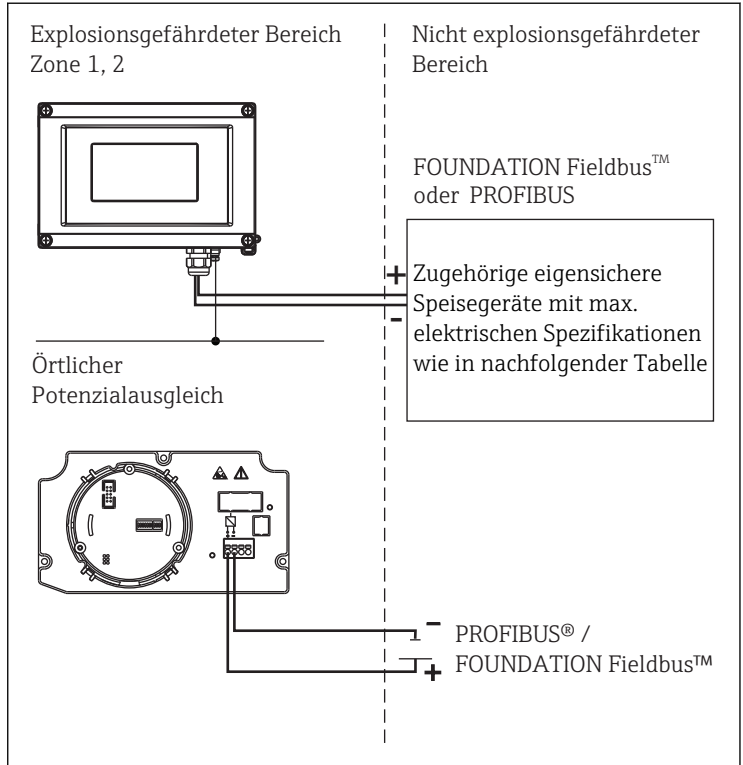 Explosionsgefährdeter Bereich
Zone 1, 2
Nicht explosionsgefährdeter
Bereich
FOUNDATION Fieldbus™
oder PROFIBUS
+
-
Zugehörige eigensichere
Speisegeräte mit max.
elektrischen Spezifikationen
wie in nachfolgender Tabelle
Örtlicher
Potenzialausgleich
-
+
PROFIBUS® /
FOUNDATION Fieldbus™